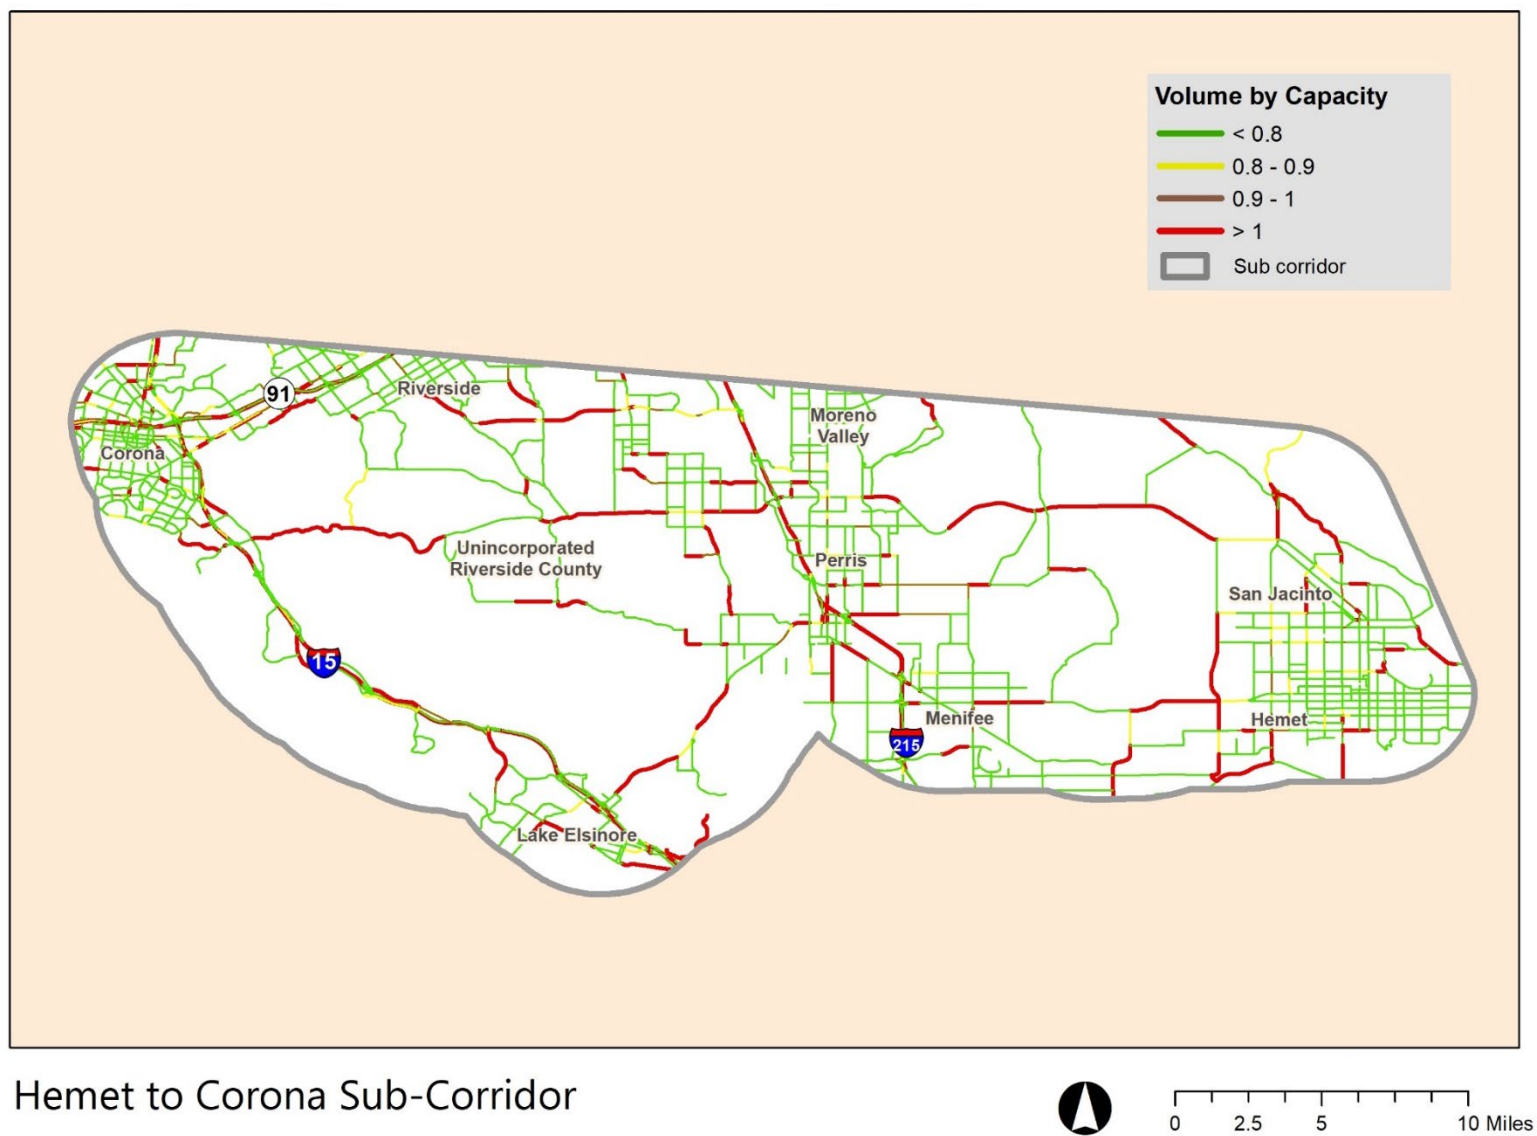 Volume by Capacity
< 0.8
0.8 - 0.9
0.9 - 1
> 1
Sub corridor
91
Riverside
Moreno
Valley
Corona
Unincorporated
Riverside County
Perris
San Jacinto
15
Menifee
Hemet
215
Lake Elsinore
Hemet to Corona Sub-Corridor
0 2.5 5 10 Miles